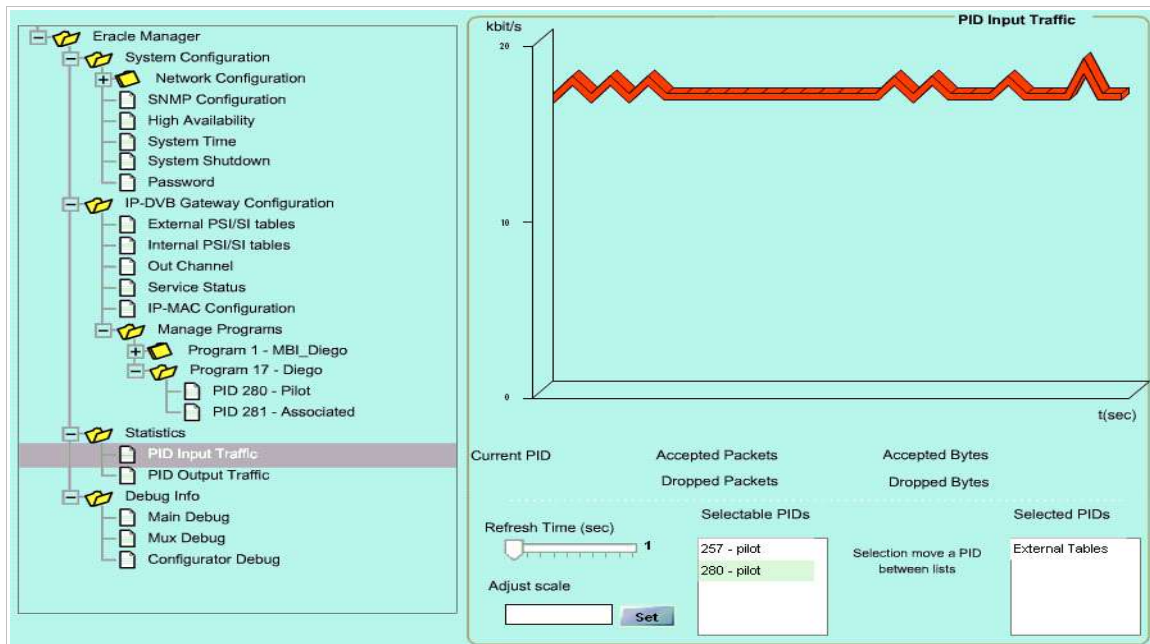 Eracle Manager
System Configuration
Network Configuration
SNMP Configuration
High Availability
System Time
System Shutdown
Password
IP-DVB Gateway Configuration
External PSI/SI tables
Internal PSI/SI tables
Out Channel
Service Status
IP-MAC Configuration
Manage Programs
Program 1 - MBI_Diego
Program 17 - Diego
PID 280 - Pilot
PID 281 - Associated
Statistics
PID Input Traffic
PID Output Traffic
Debug Info
Main Debug
Mux Debug
Configurator Debug
PID Input Traffic
kbit/s
20
10
0
t(sec)
Current PID Accepted Packets Accepted Bytes
Dropped Packets Dropped Bytes
Refresh Time (sec)
1
Adjust scale
Set
Selectable PIDs
257 - pilot
280 - pilot
Selection move a PID
between lists
Selected PIDs
External Tables